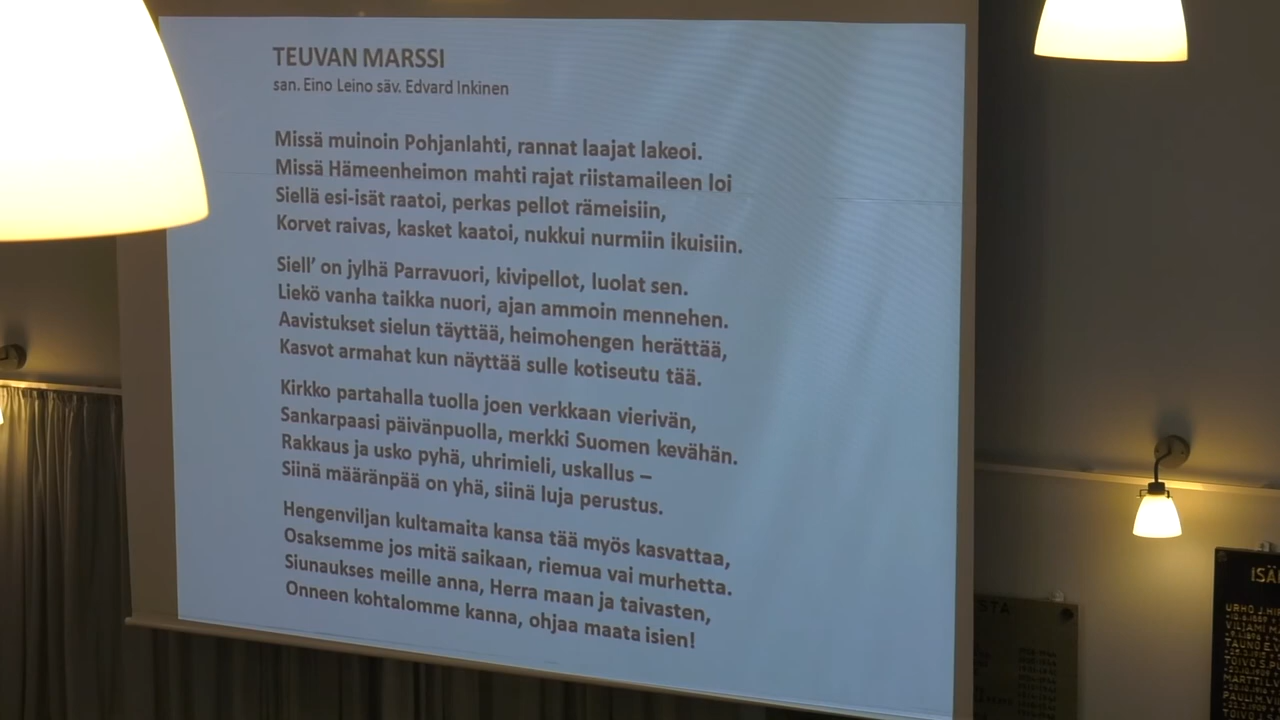 TEUVAN MARSSI
san. Eino Leino säv. Edvard Inkinen
Missä muinoin Pohjanlahti, rannat laajat lakeoi.
Missä Hämeenheimon mahti rajat riistamaileen loi
Siellä esi-isät raatoi, perkas pellot rämeisiin,
Korvet raivas, kasket kaatoi, nukkui nurmiin ikuisiin.
Siell’ on jylhä Parravuori, kivipellot, luolat sen.
Liekö vanha taikka nuori, ajan ammoin mennehen.
Aavistukset sielun täyttää, heimohengen herättää,
Kasvot armahat kun näyttää sulle kotiseutu tää.
Kirkko partahalla tuolla joen verkkaan vierivän,
Sankarpaasi päivänpuolla, merkki Suomen kevähän.
Rakkaus ja usko pyhä, uhrimieli, uskallus –
Siinä määränpää on yhä, siinä luja perustus.
Hengenviljan kultamaita kansa tää myös kasvattaa,
Osaksemme jos mitä saikaan, riemua vai murhetta.
Siunaukses meille anna, Herra maan ja taivasten,
Onneen kohtalomme kanna, ohjaa maata isien!
URHO J.
TAUNO E.V
TOIVO S.P
MARTTI L.V